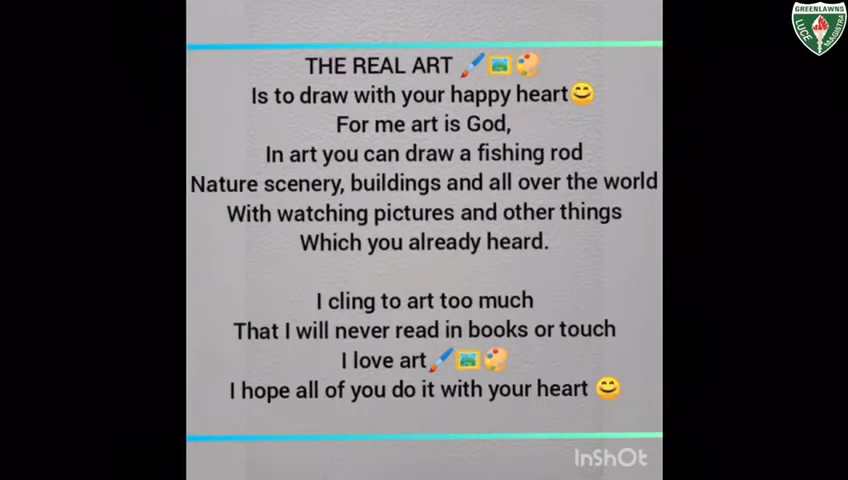 GREENLAWNS
LUCE
MAGISTRA
THE REAL ART 🖌️🖼️🎨
Is to draw with your happy heart😊
For me art is God,
In art you can draw a fishing rod
Nature scenery, buildings and all over the world
With watching pictures and other things
Which you already heard.
I cling to art too much
That I will never read in books or touch
I love art🖌️🖼️🎨
I hope all of you do it with your heart 😊
InShOt